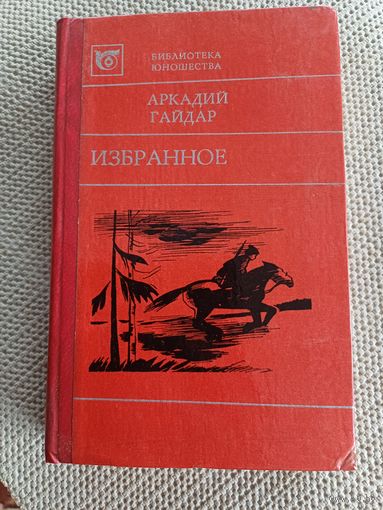 БИБЛИОТЕКА
ЮНОШЕСТВА
АРКАДИЙ
ГАЙДАР
ИЗБРАННОЕ